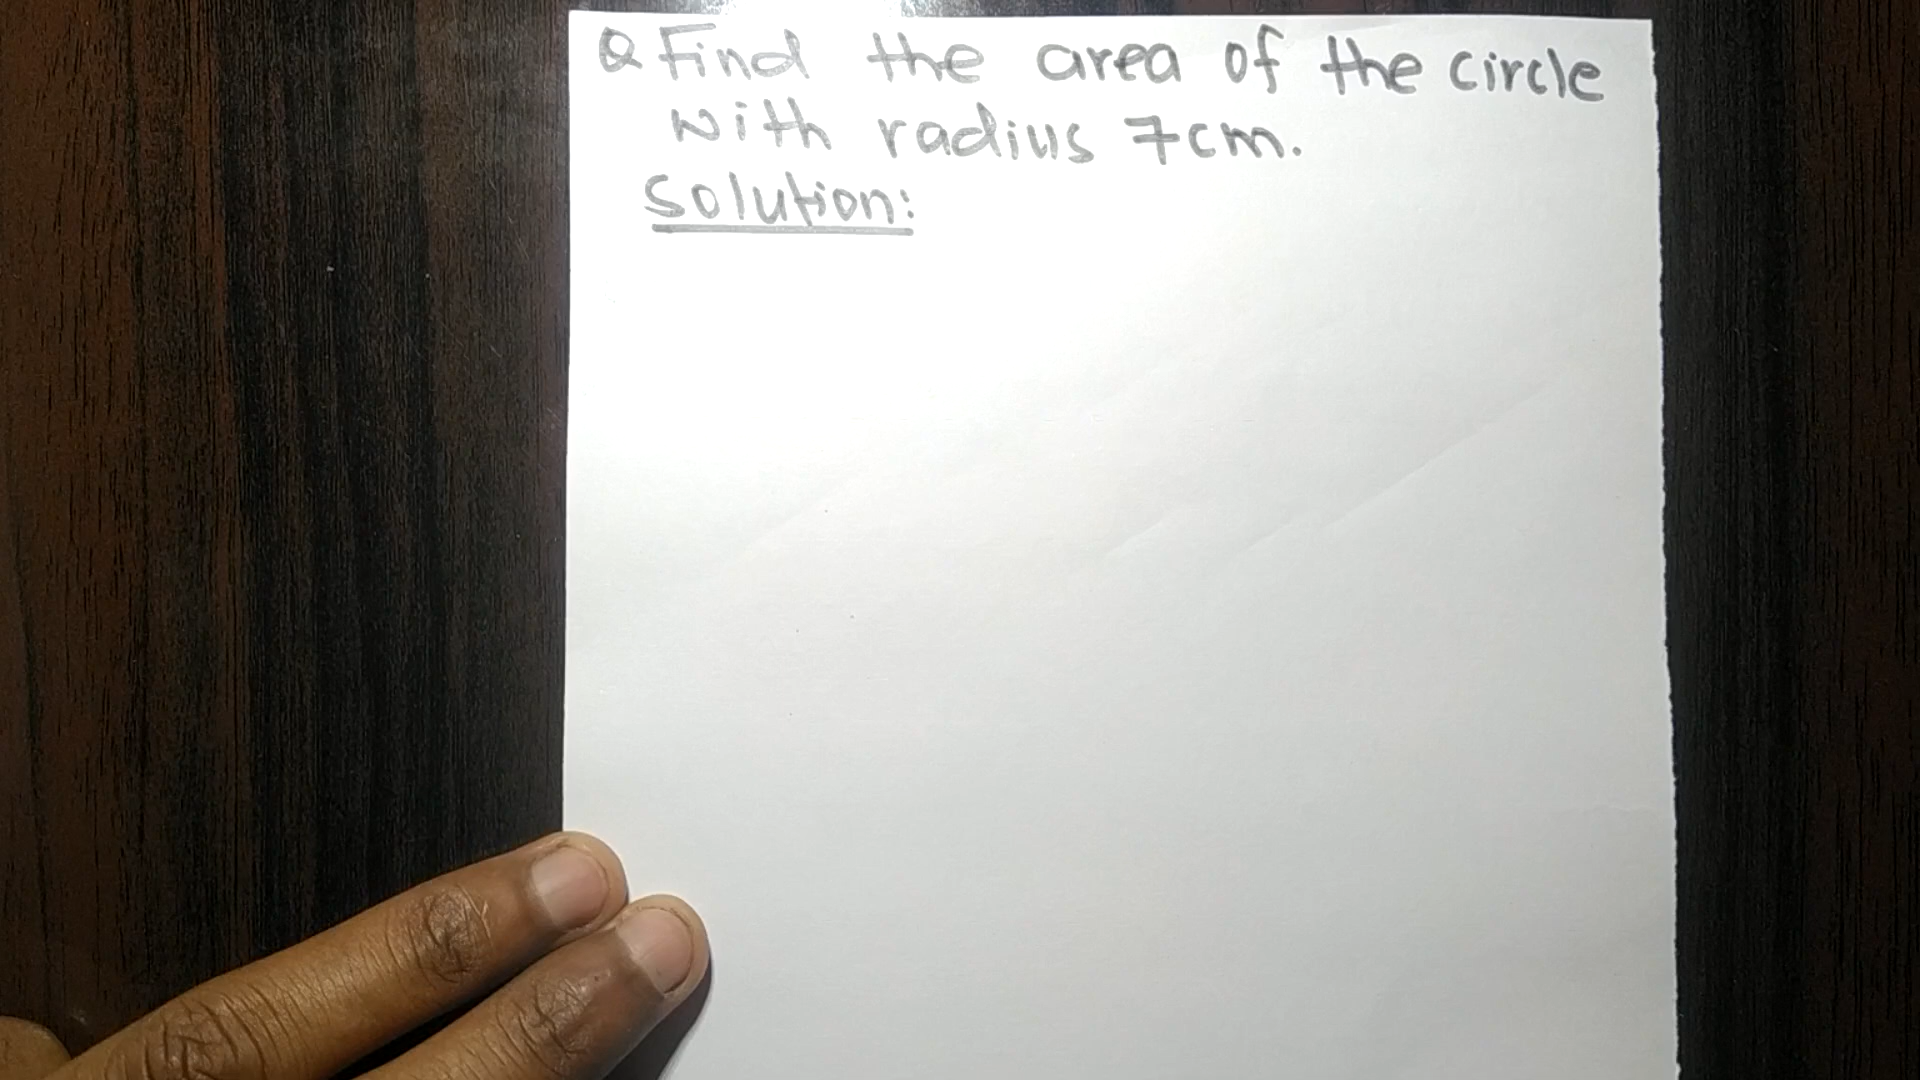 Q Find the area of the circle
with radius 7cm.
Solution: